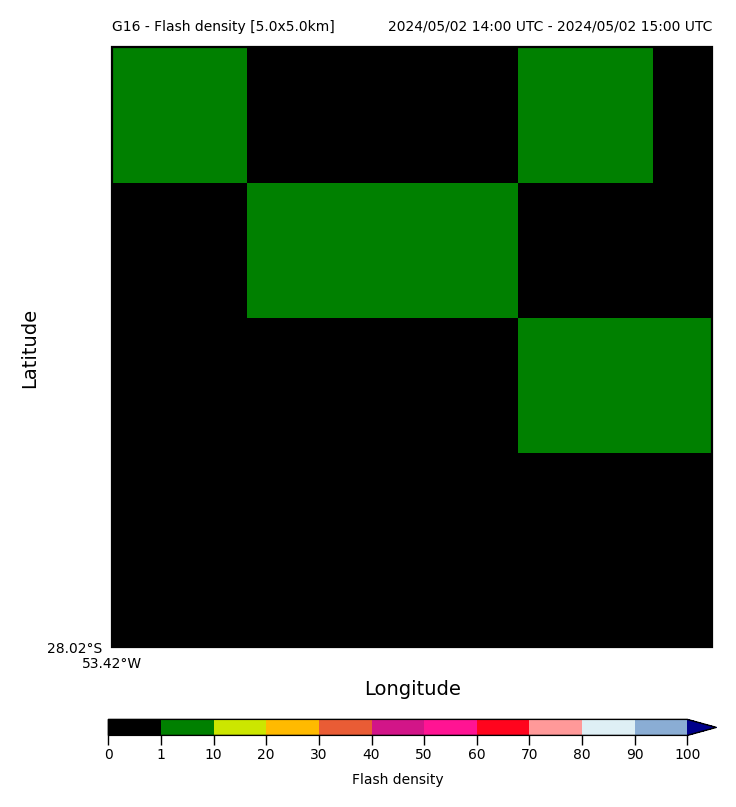 G16 - Flash density [5.0x5.0km] 2024/05/02 14:00 UTC - 2024/05/02 15:00 UTC
Latitude
28.02°S
53.42°W
Longitude
0 1 10 20 30 40 50 60 70 80 90 100
Flash density